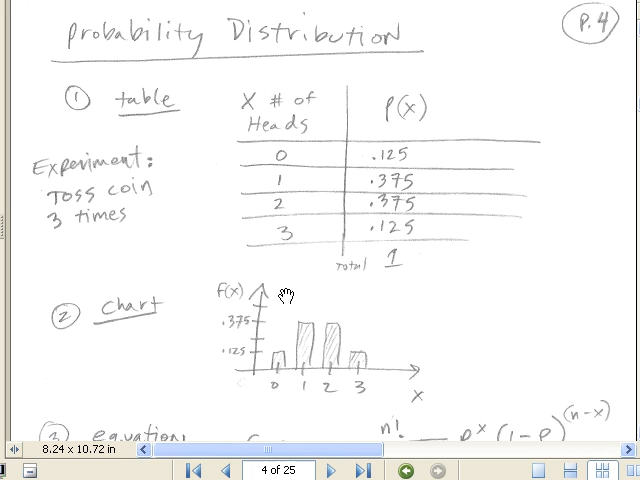 Probability Distribution
P.4
① table
X # of Heads
P(x)
0 .125
1 .375
2 .375
3 .125
Total 1
Experiment:
Toss coin
3 times
② chart
f(x)
.375
.125
0 1 2 3
X
③ equation:
n! p^x (1-p)^(n-x)
8.24 x 10.72 in
4 of 25